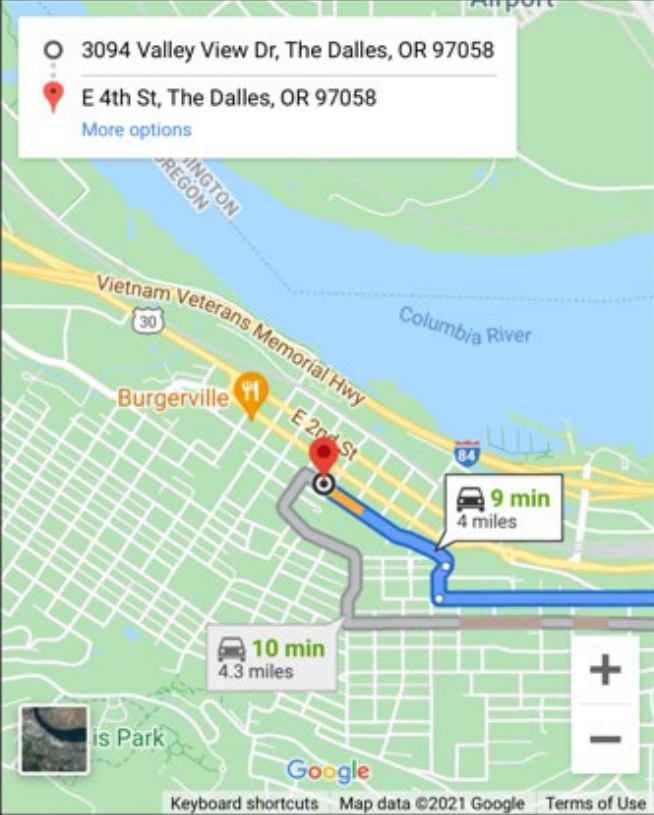 Airport
3094 Valley View Dr, The Dalles, OR 97058
E 4th St, The Dalles, OR 97058
More options
INGTON
OREGON
Vietnam Veterans Memorial Hwy
30
Columbia River
Burgerville
E 2nd St
84
9 min
4 miles
10 min
4.3 miles
+
−
is Park
Google
Keyboard shortcuts Map data ©2021 Google Terms of Use